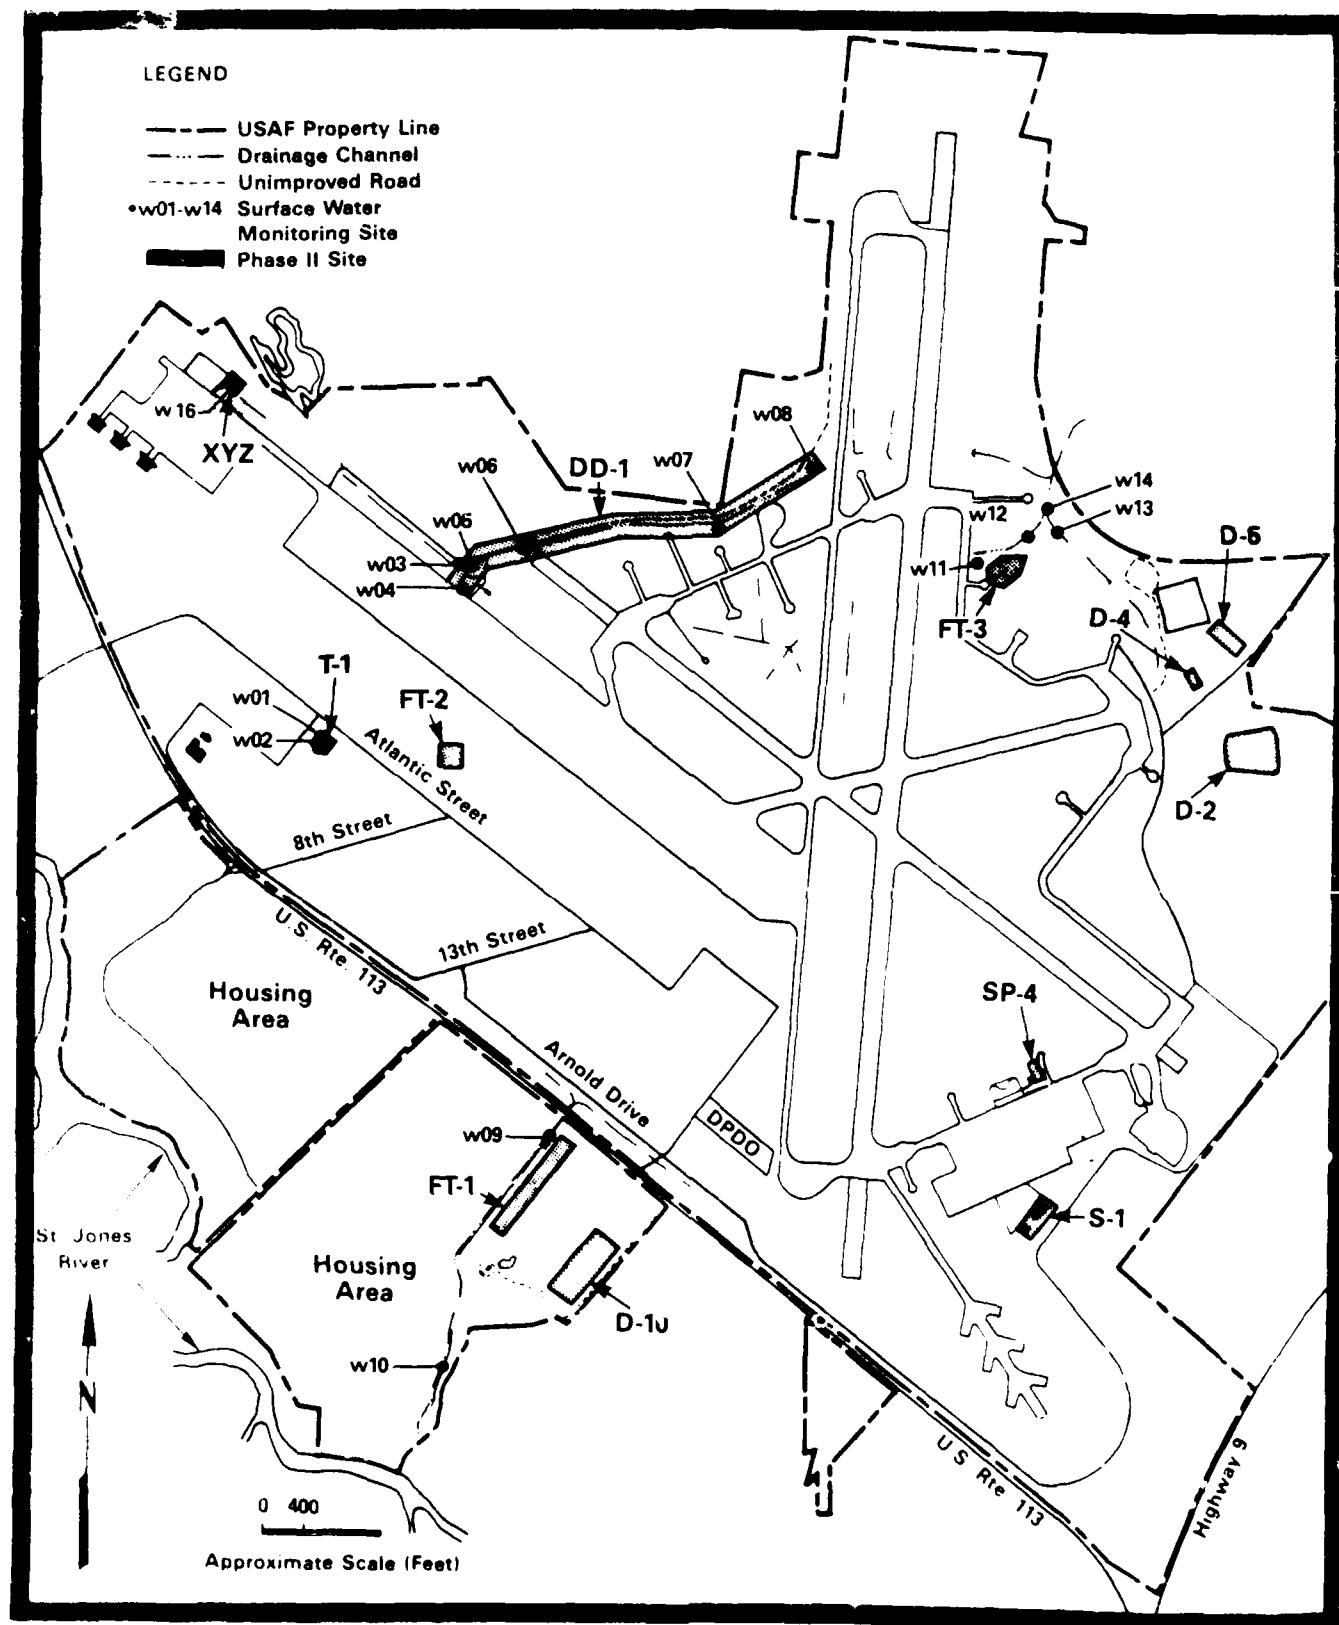 LEGEND
USAF Property Line
Drainage Channel
Unimproved Road
•w01-w14 Surface Water
Monitoring Site
Phase II Site
w08
w16
XYZ
w06
DD-1
w07
w05
w03
w04
w14
w12
w13
w11
D-6
FT-3
D-4
T-1
w01
w02
FT-2
Atlantic Street
D-2
8th Street
U.S. Rte. 113
13th Street
Housing
Area
SP-4
Arnold Drive
DPDO
w09
FT-1
S-1
St. Jones
River
Housing
Area
D-10
w10
N
U.S. Rte 113
Highway 9
0 400
Approximate Scale (Feet)